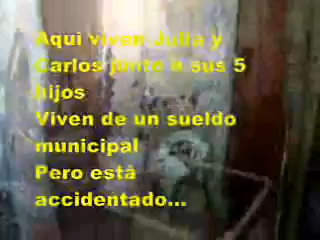 Aqui viven Julia y
Carlos junto a sus 5
hijos
Viven de un sueldo
municipal
Pero està
accidentado...